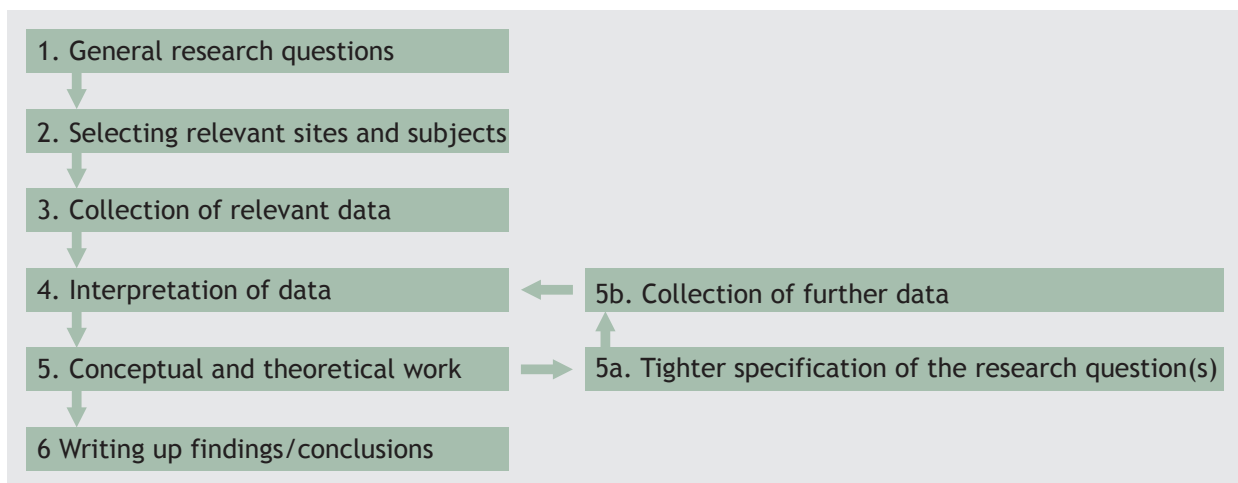 1. General research questions
2. Selecting relevant sites and subjects
3. Collection of relevant data
4. Interpretation of data
5b. Collection of further data
5. Conceptual and theoretical work
5a. Tighter specification of the research question(s)
6 Writing up findings/conclusions